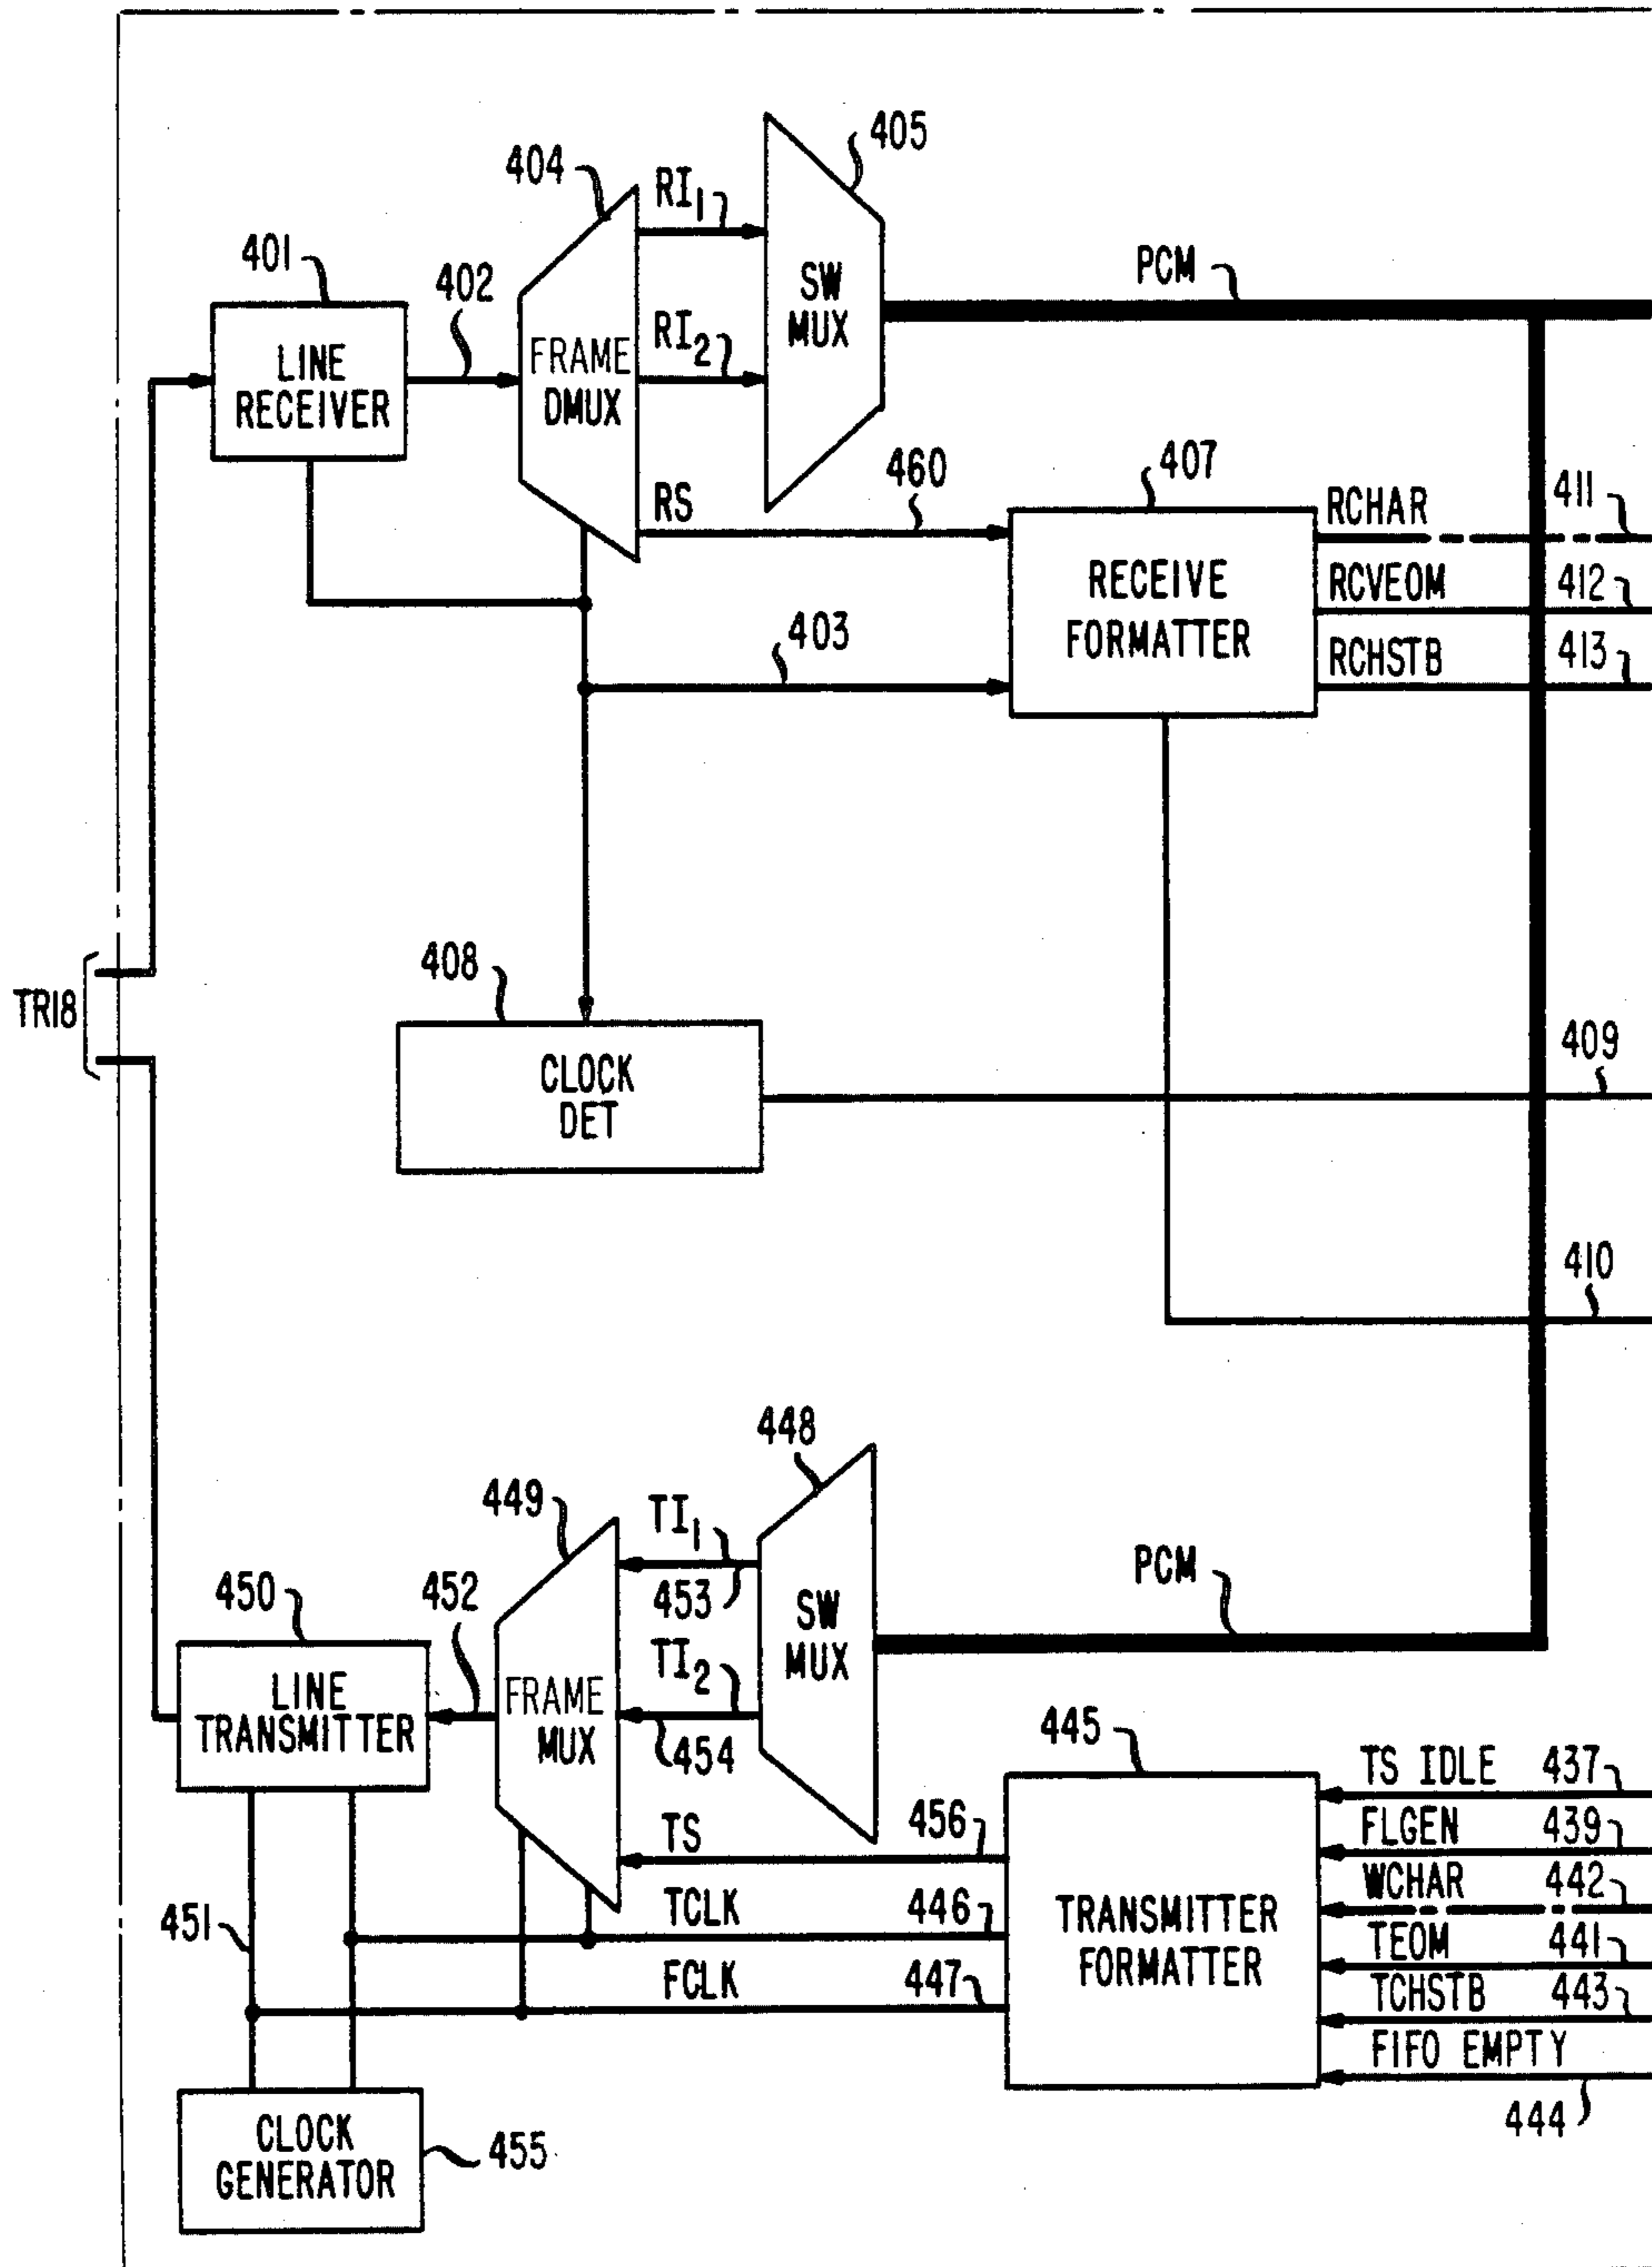 405
404
RI1
401
402
PCM
SW
MUX
LINE
RECEIVER
RI2
FRAME
DMUX
460
407
RS
RCHAR
411
RECEIVE
FORMATTER
RCVEOM
412
403
RCHSTB
413
408
TR18
CLOCK
DET
409
410
448
449
TI1
453
PCM
450
452
SW
MUX
TI2
LINE
TRANSMITTER
FRAME
MUX
454
445
TS IDLE
437
456
TS
FLGEN
439
WCHAR
442
451
TCLK
446
TRANSMITTER
FORMATTER
TEOM
441
FCLK
447
TCHSTB
443
FIFO EMPTY
444
CLOCK
GENERATOR
455